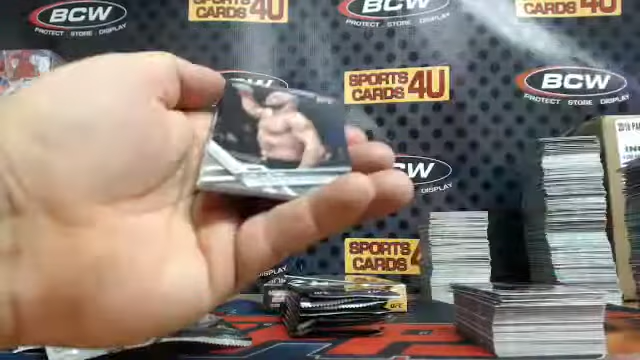 BCW
PROTECT STORE DISPLAY
SPORTS
CARDS 4U
BCW
PROTECT STORE DISPLAY
SPORTS
CARDS 4U
SPORTS
CARDS 4U
BCW
PROTECT STORE DISPLAY
BCW
DISPLAY
SPORTS
CARDS 4
DISPLAY
UFC